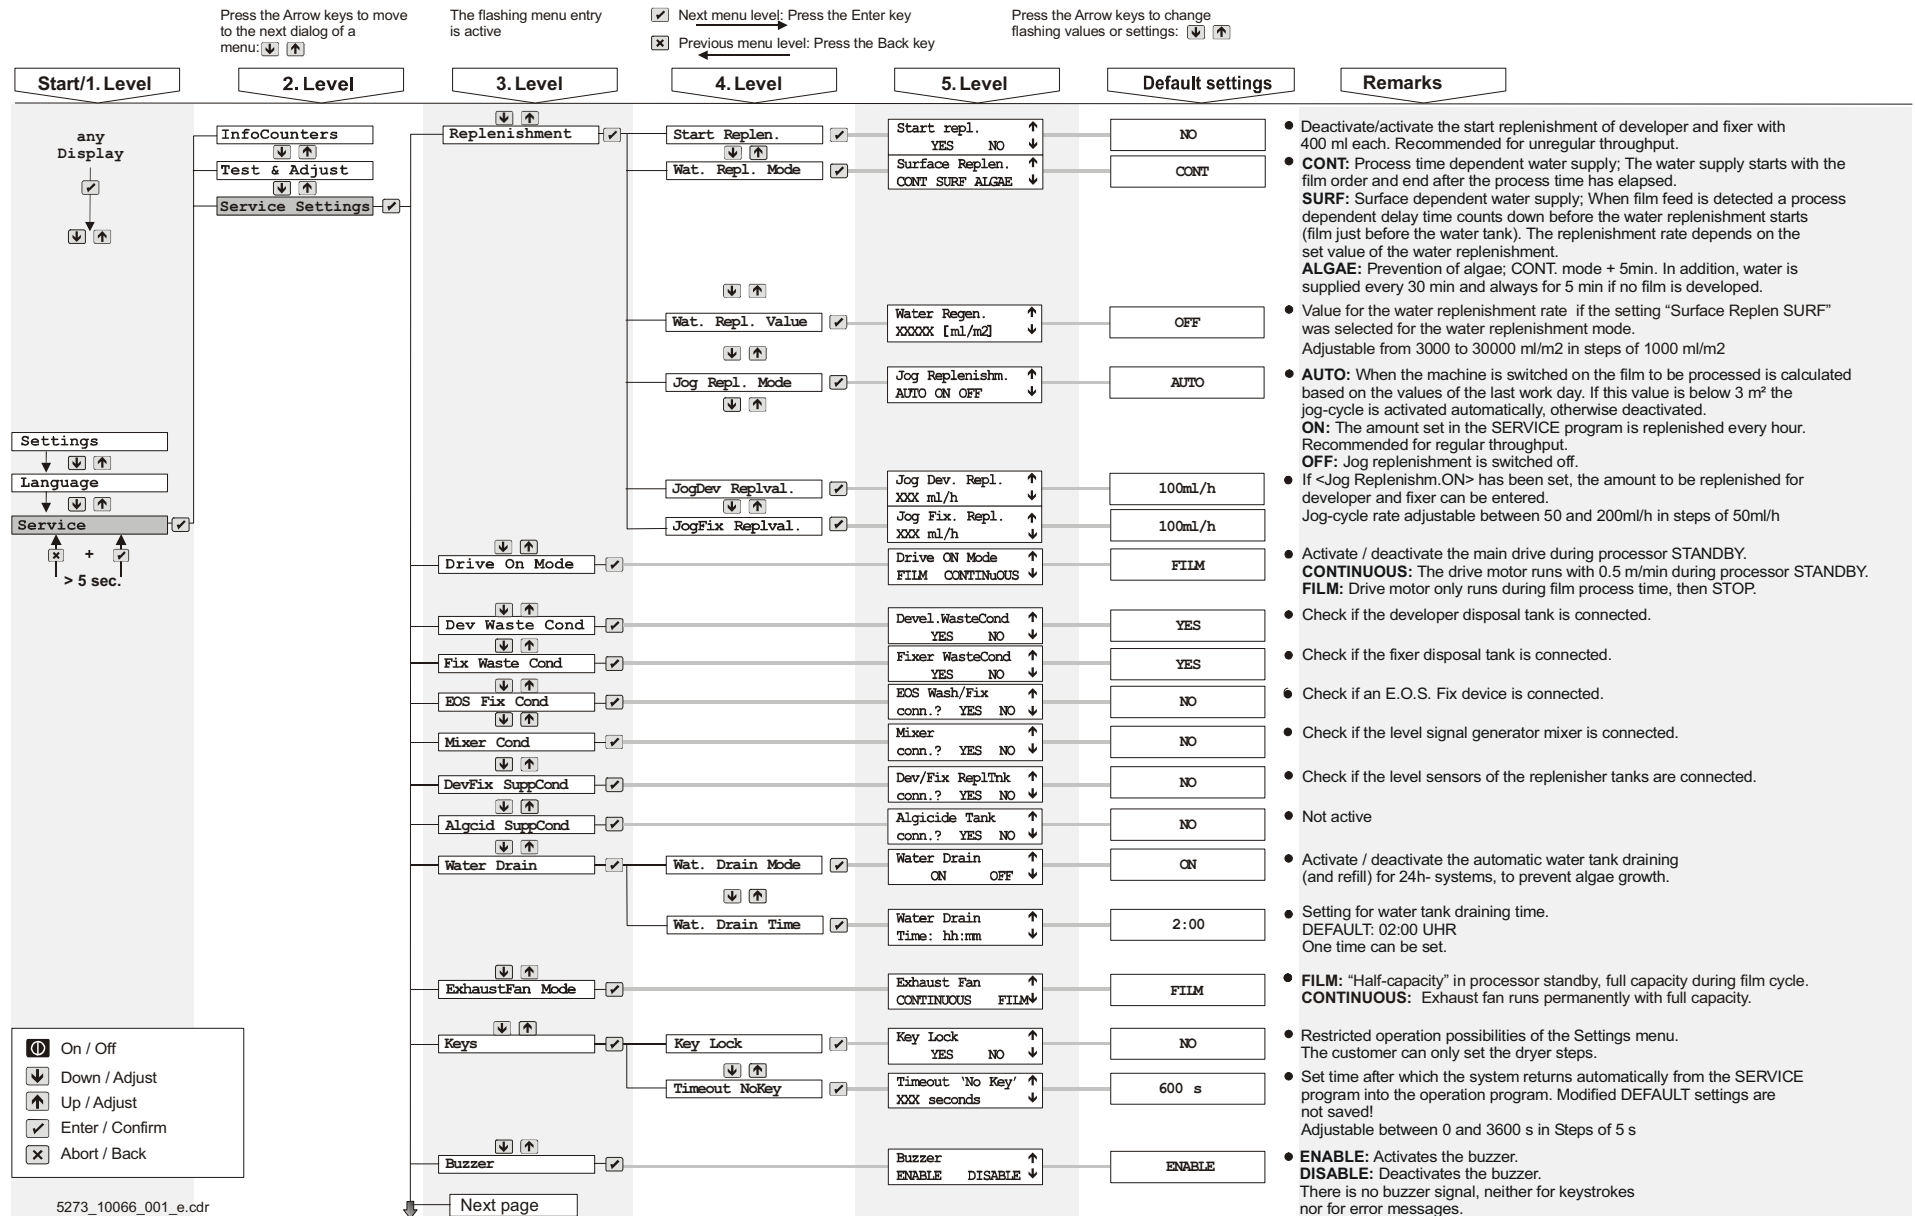 Press the Arrow keys to move
to the next dialog of a
menu:
The flashing menu entry
is active
Next menu level: Press the Enter key
Previous menu level: Press the Back key
Press the Arrow keys to change
flashing values or settings:
Start/1. Level
2. Level
3. Level
4. Level
5. Level
Default settings
Remarks
any
Display
Settings
Language
Service
+
> 5 sec.
InfoCounters
Test & Adjust
Service Settings
Replenishment
Start Replen.
Start repl.
YES NO
NO
Deactivate/activate the start replenishment of developer and fixer with
400 ml each. Recommended for unregular throughput.
Wat. Repl. Mode
Surface Replen.
CONT SURF ALGAE
CONT
CONT: Process time dependent water supply; The water supply starts with the
film order and end after the process time has elapsed.
SURF: Surface dependent water supply; When film feed is detected a process
dependent delay time counts down before the water replenishment starts
(film just before the water tank). The replenishment rate depends on the
set value of the water replenishment.
ALGAE: Prevention of algae; CONT. mode + 5min. In addition, water is
supplied every 30 min and always for 5 min if no film is developed.
Wat. Repl. Value
Water Regen.
XXXXX [ml/m2]
OFF
Value for the water replenishment rate if the setting “Surface Replen SURF”
was selected for the water replenishment mode.
Adjustable from 3000 to 30000 ml/m2 in steps of 1000 ml/m2
Jog Repl. Mode
Jog Replenishm.
AUTO ON OFF
AUTO
AUTO: When the machine is switched on the film to be processed is calculated
based on the values of the last work day. If this value is below 3 m² the
jog-cycle is activated automatically, otherwise deactivated.
ON: The amount set in the SERVICE program is replenished every hour.
Recommended for regular throughput.
OFF: Jog replenishment is switched off.
JogDev Replval.
Jog Dev. Repl.
XXX ml/h
100ml/h
If <Jog Replenishm.ON> has been set, the amount to be replenished for
developer and fixer can be entered.
Jog-cycle rate adjustable between 50 and 200ml/h in steps of 50ml/h
JogFix Replval.
Jog Fix. Repl.
XXX ml/h
100ml/h
Drive On Mode
Drive ON Mode
FILM CONTINuOUS
FILM
Activate / deactivate the main drive during processor STANDBY.
CONTINUOUS: The drive motor runs with 0.5 m/min during processor STANDBY.
FILM: Drive motor only runs during film process time, then STOP.
Dev Waste Cond
Devel.WasteCond
YES NO
YES
Check if the developer disposal tank is connected.
Fix Waste Cond
Fixer WasteCond
YES NO
YES
Check if the fixer disposal tank is connected.
EOS Fix Cond
EOS Wash/Fix
conn.? YES NO
NO
Check if an E.O.S. Fix device is connected.
Mixer Cond
Mixer
conn.? YES NO
NO
Check if the level signal generator mixer is connected.
DevFix SuppCond
Dev/Fix ReplTnk
conn.? YES NO
NO
Check if the level sensors of the replenisher tanks are connected.
Algcid SuppCond
Algicide Tank
conn.? YES NO
NO
Not active
Water Drain
Wat. Drain Mode
Water Drain
ON OFF
ON
Activate / deactivate the automatic water tank draining
(and refill) for 24h- systems, to prevent algae growth.
Wat. Drain Time
Water Drain
Time: hh:mm
2:00
Setting for water tank draining time.
DEFAULT: 02:00 UHR
One time can be set.
ExhaustFan Mode
Exhaust Fan
CONTINUOUS FILM
FILM
FILM: “Half-capacity” in processor standby, full capacity during film cycle.
CONTINUOUS: Exhaust fan runs permanently with full capacity.
Keys
Key Lock
Key Lock
YES NO
NO
Restricted operation possibilities of the Settings menu.
The customer can only set the dryer steps.
Timeout NoKey
Timeout ‘No Key’
XXX seconds
600 s
Set time after which the system returns automatically from the SERVICE
program into the operation program. Modified DEFAULT settings are
not saved!
Adjustable between 0 and 3600 s in Steps of 5 s
Buzzer
Buzzer
ENABLE DISABLE
ENABLE
ENABLE: Activates the buzzer.
DISABLE: Deactivates the buzzer.
There is no buzzer signal, neither for keystrokes
nor for error messages.
On / Off
Down / Adjust
Up / Adjust
Enter / Confirm
Abort / Back
5273_10066_001_e.cdr
Next page